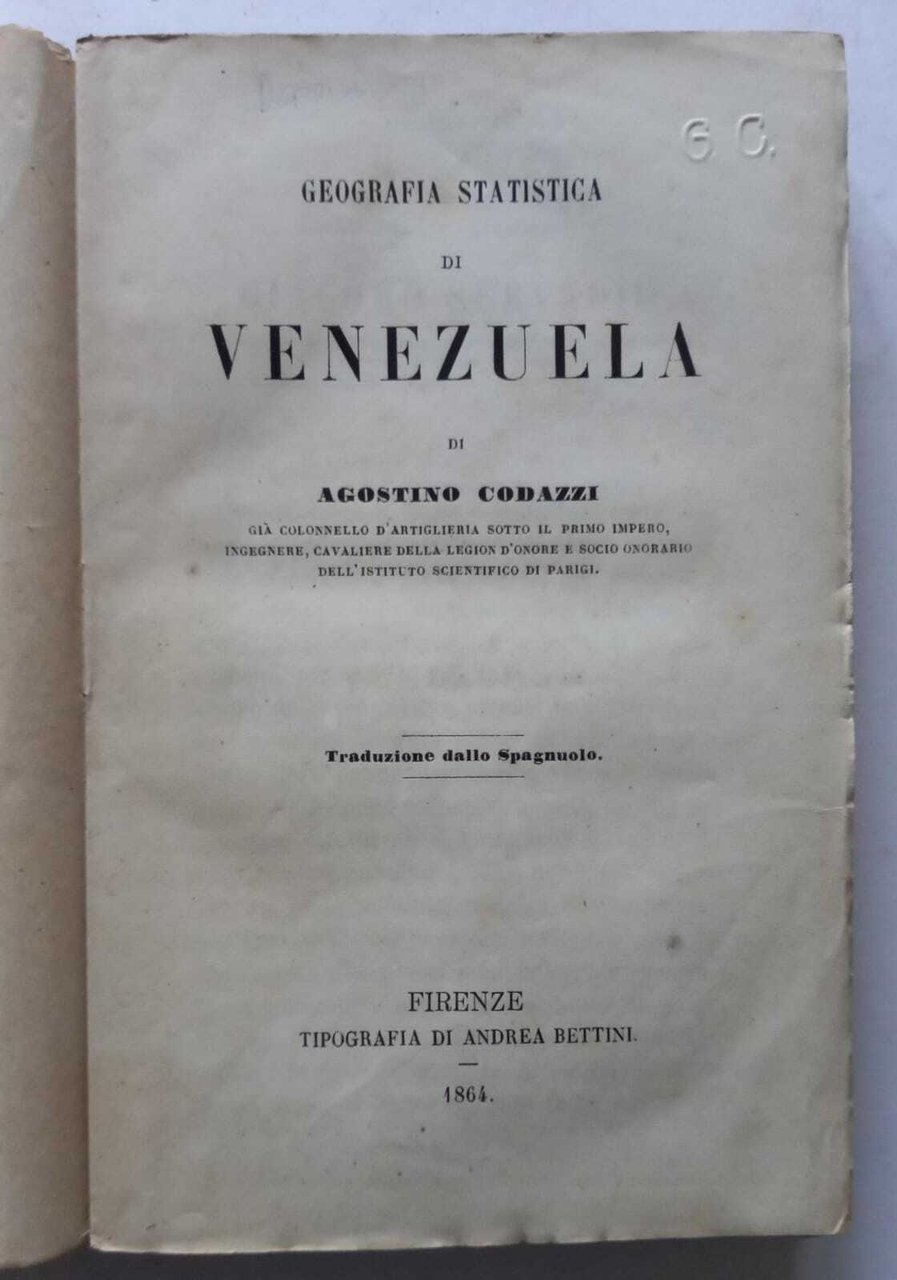 G. C.
GEOGRAFIA STATISTICA
DI
VENEZUELA
DI
AGOSTINO CODAZZI
GIÀ COLONNELLO D'ARTIGLIERIA SOTTO IL PRIMO IMPERO,
INGEGNERE, CAVALIERE DELLA LEGION D'ONORE E SOCIO ONORARIO
DELL'ISTITUTO SCIENTIFICO DI PARIGI.
Traduzione dallo Spagnuolo.
FIRENZE
TIPOGRAFIA DI ANDREA BETTINI.
1864.